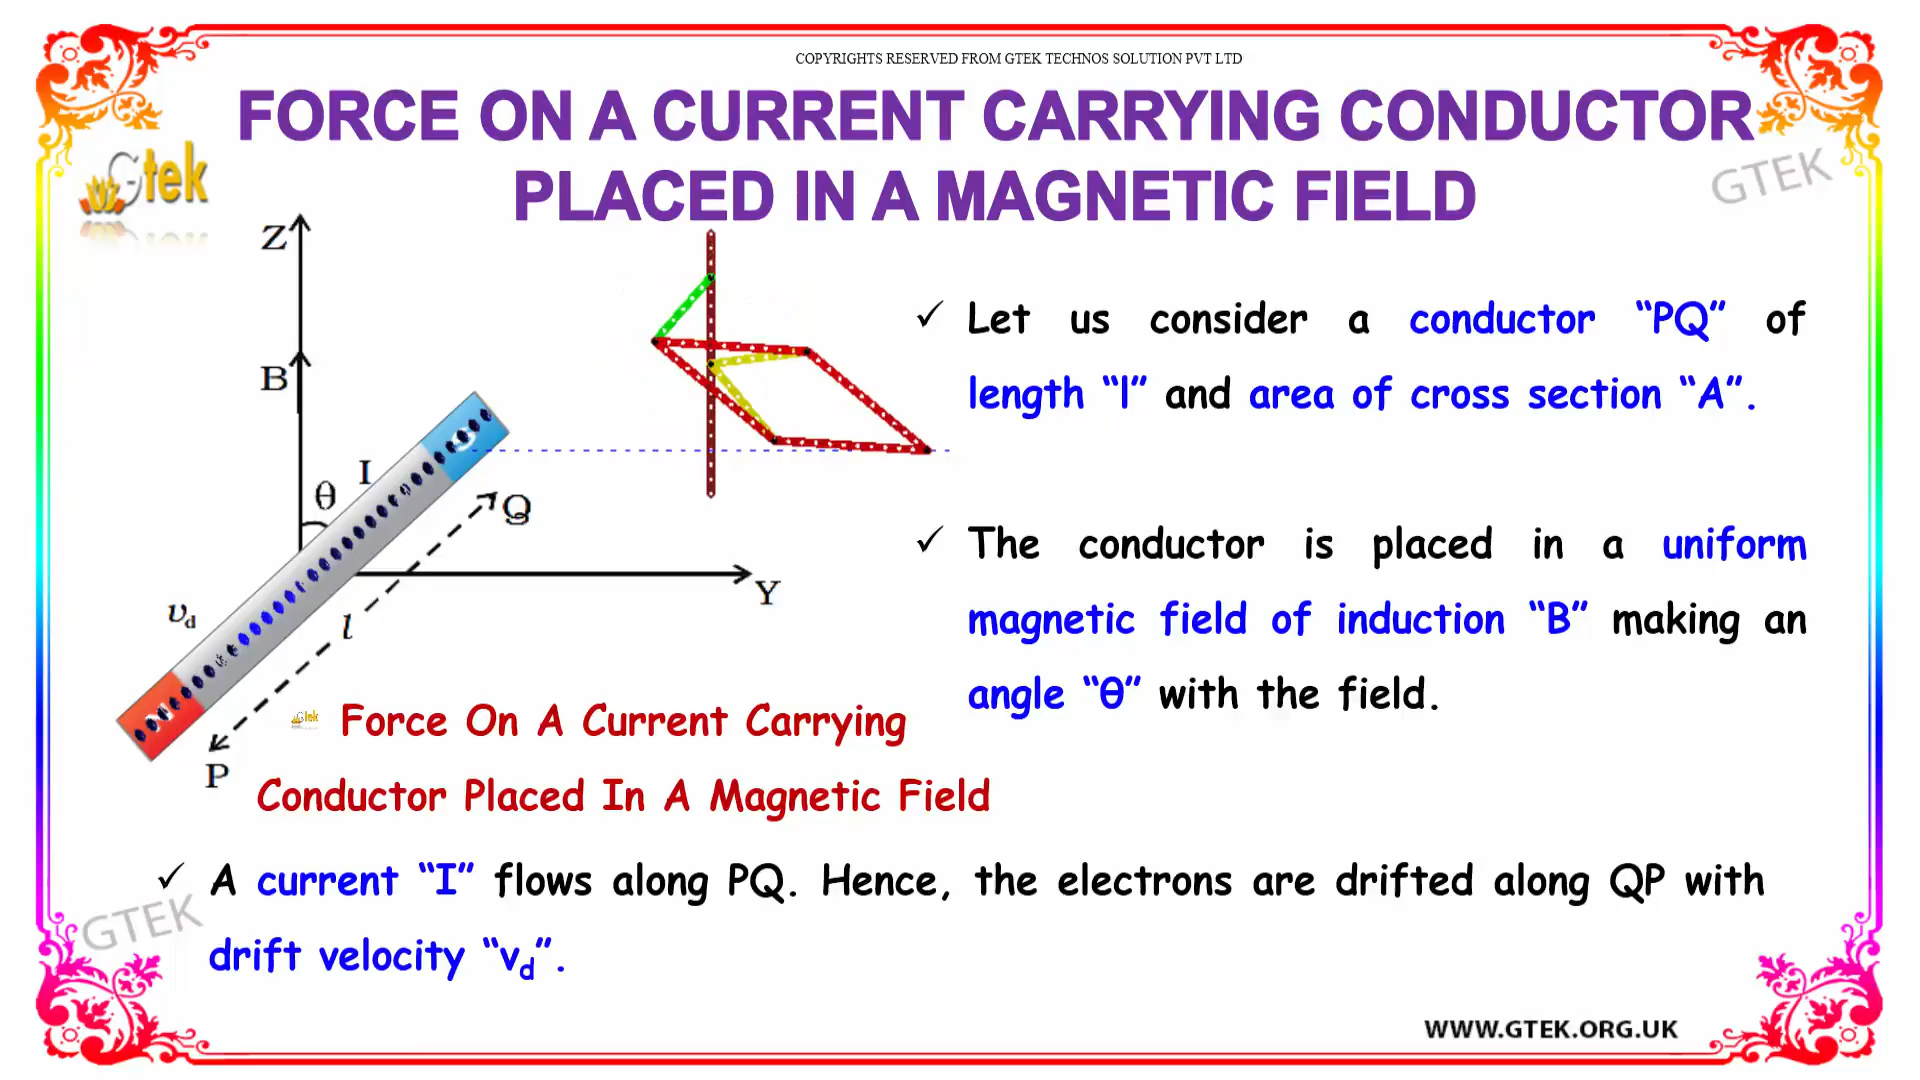 COPYRIGHTS RESERVED FROM GTEK TECHNOS SOLUTION PVT LTD
FORCE ON A CURRENT CARRYING CONDUCTOR
PLACED IN A MAGNETIC FIELD
Gtek
GTEK
Z
B
I
θ
Q
S
Y
υd
l
N
P
✓ Let us consider a conductor “PQ” of
length “l” and area of cross section “A”.
✓ The conductor is placed in a uniform
magnetic field of induction “B” making an
angle “θ” with the field.
Gtek Force On A Current Carrying
Conductor Placed In A Magnetic Field
✓ A current “I” flows along PQ. Hence, the electrons are drifted along QP with
drift velocity “vd”.
GTEK
WWW.GTEK.ORG.UK